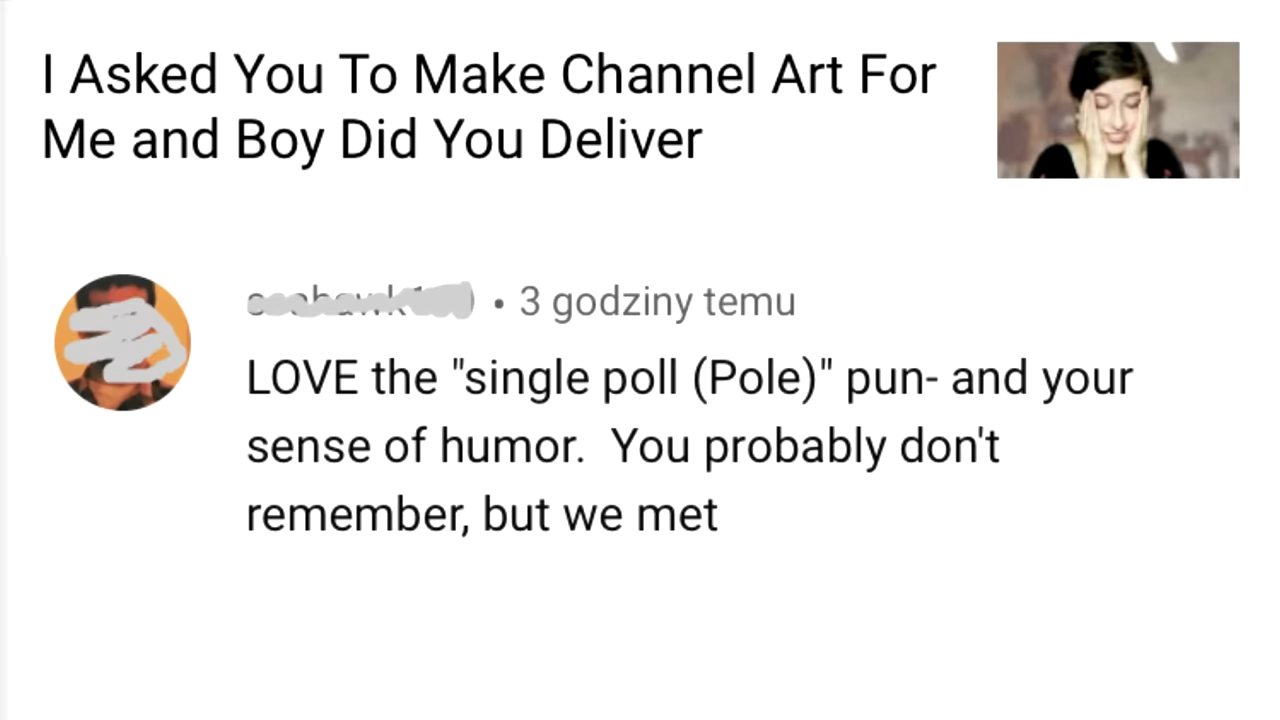 I Asked You To Make Channel Art For
Me and Boy Did You Deliver
• 3 godziny temu
LOVE the "single poll (Pole)" pun- and your
sense of humor.  You probably don't
remember, but we met